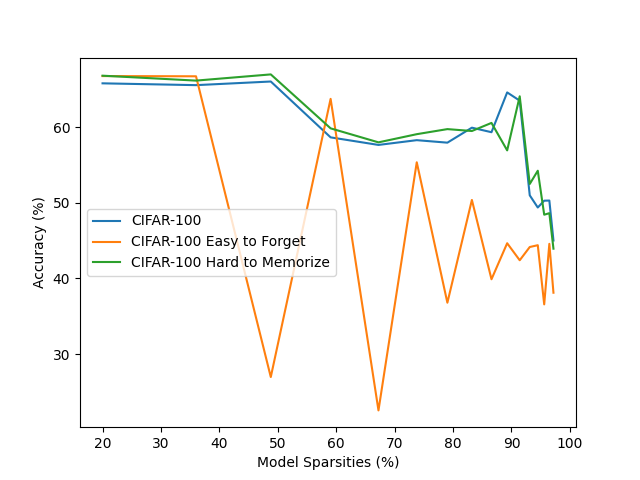 60
50
40
30
Accuracy (%)
CIFAR-100
CIFAR-100 Easy to Forget
CIFAR-100 Hard to Memorize
20 30 40 50 60 70 80 90 100
Model Sparsities (%)